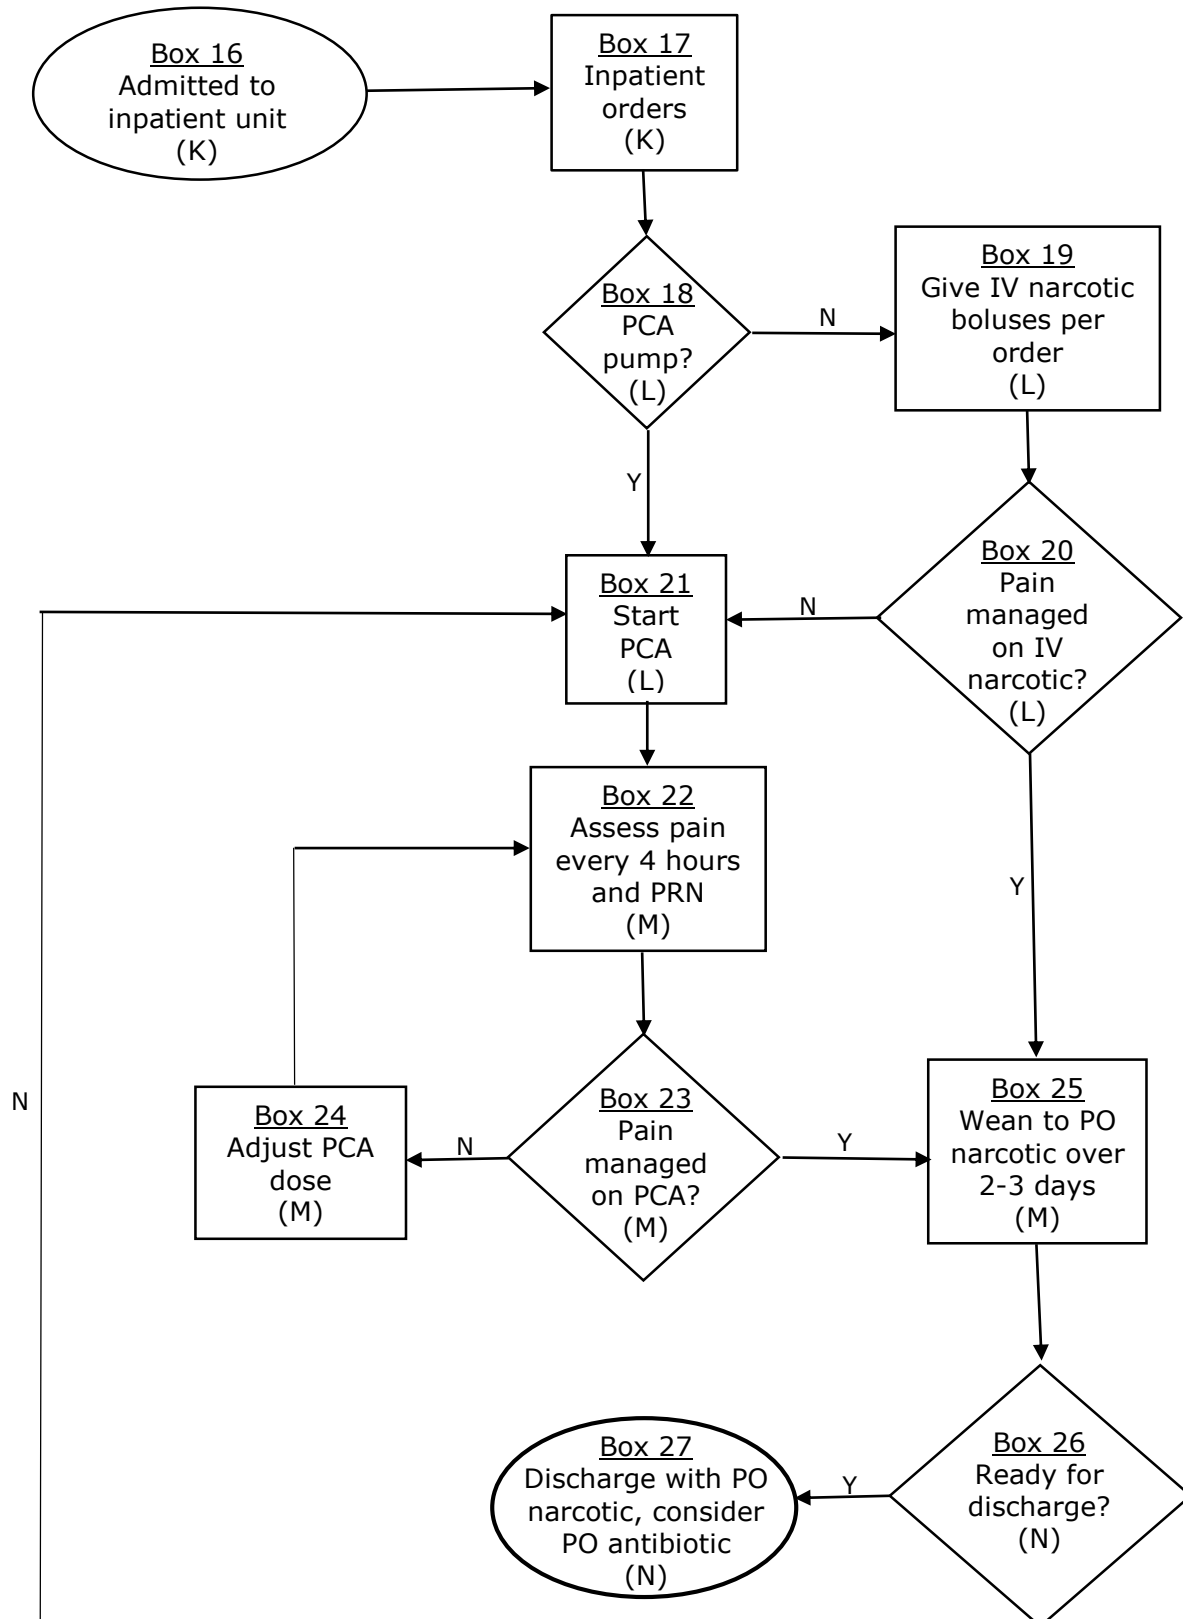 Box 16
Admitted to
inpatient unit
(K)
Box 17
Inpatient
orders
(K)
Box 18
PCA
pump?
(L)
N
Box 19
Give IV narcotic
boluses per
order
(L)
Y
Box 20
Pain
managed
on IV
narcotic?
(L)
N
Box 21
Start
PCA
(L)
Box 22
Assess pain
every 4 hours
and PRN
(M)
Y
Box 23
Pain
managed
on PCA?
(M)
N
Box 24
Adjust PCA
dose
(M)
Y
Box 25
Wean to PO
narcotic over
2-3 days
(M)
N
Box 26
Ready for
discharge?
(N)
Y
Box 27
Discharge with PO
narcotic, consider
PO antibiotic
(N)